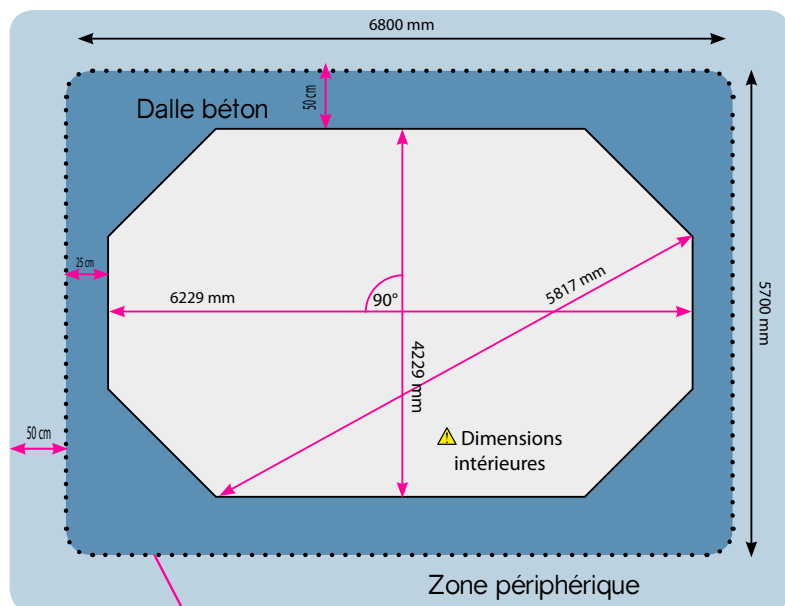 6800 mm
50 cm
Dalle béton
25 cm
6229 mm
90°
5817 mm
5700 mm
4229 mm
50 cm
Dimensions
intérieures
Zone périphérique